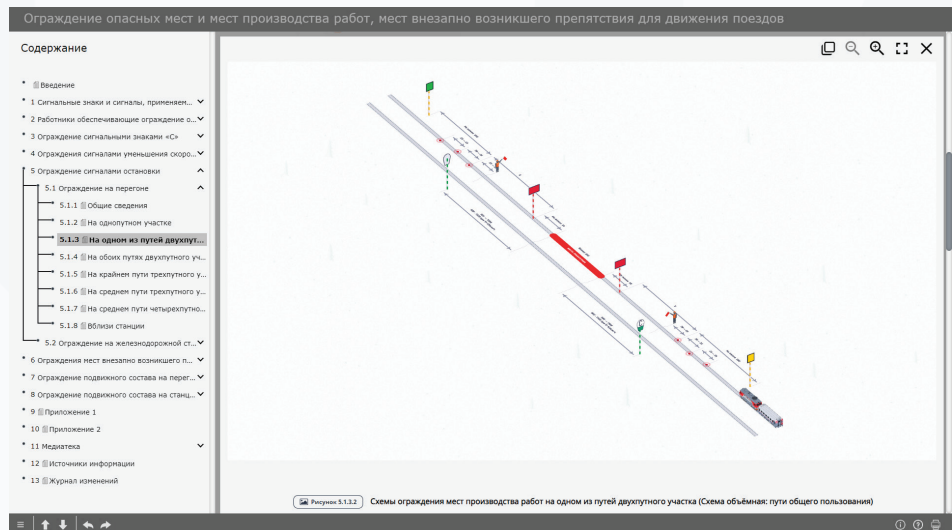 Ограждение опасных мест и мест производства работ, мест внезапно возникшего препятствия для движения поездов
Содержание
Введение
1 Сигнальные знаки и сигналы, применяем...
2 Работники обеспечивающие ограждение о...
3 Ограждение сигнальными знаками «С»
4 Ограждения сигналами уменьшения скоро...
5 Ограждение сигналами остановки
5.1 Ограждение на перегоне
5.1.1 Общие сведения
5.1.2 На однопутном участке
5.1.3 На одном из путей двухпут...
5.1.4 На обоих путях двухпутного уч...
5.1.5 На крайнем пути трехпутного у...
5.1.6 На среднем пути трехпутного у...
5.1.7 На среднем пути четырехпутно...
5.1.8 Вблизи станции
5.2 Ограждение на железнодорожной ст...
6 Ограждения мест внезапно возникшего п...
7 Ограждение подвижного состава на перег...
8 Ограждение подвижного состава на станц...
9 Приложение 1
10 Приложение 2
11 Медиатека
12 Источники информации
13 Журнал изменений
Рисунок 5.1.3.2 Схемы ограждения мест производства работ на одном из путей двухпутного участка (Схема объёмная: пути общего пользования)